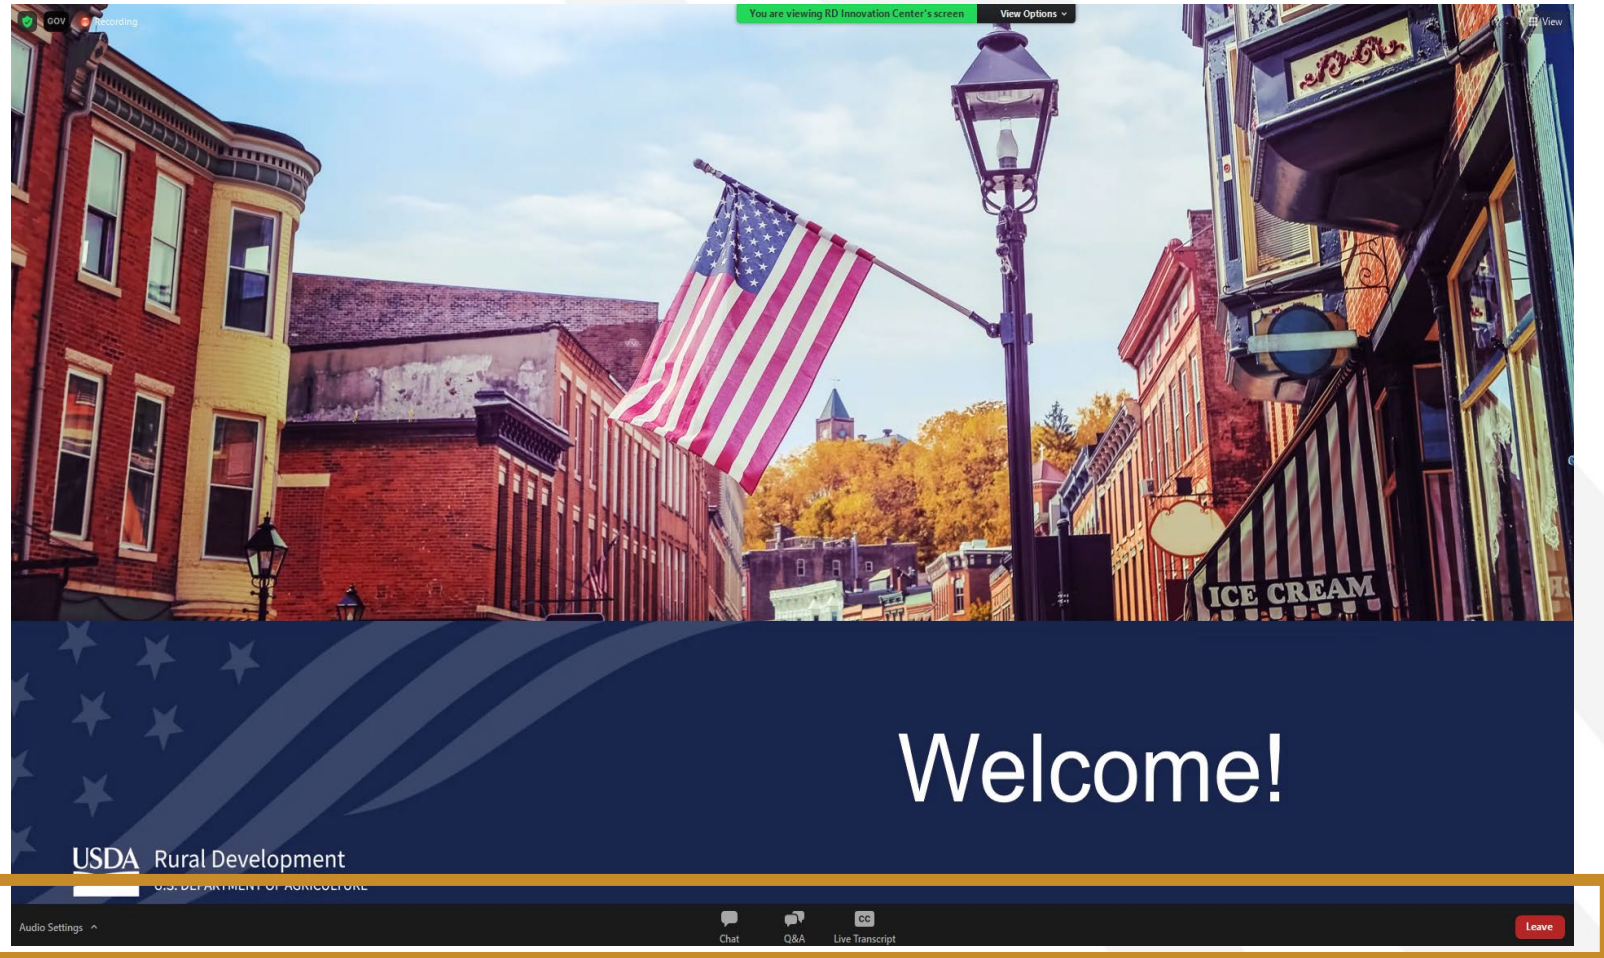 GOV
Recording
You are viewing RD Innovation Center's screen
View Options
View
ICE CREAM
Welcome!
USDA Rural Development
U.S. DEPARTMENT OF AGRICULTURE
Audio Settings
Chat
Q&A
CC
Live Transcript
Leave